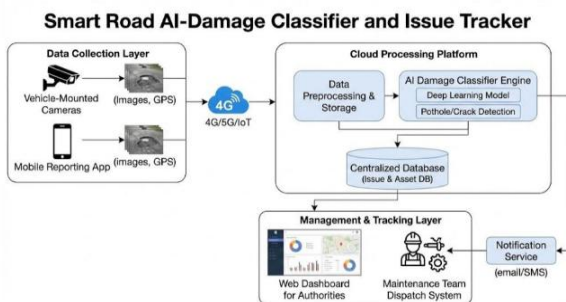 Smart Road AI-Damage Classifier and Issue Tracker
Data Collection Layer
Vehicle-Mounted
Cameras
(Images, GPS)
Mobile Reporting App
(images, GPS)
4G
4G/5G/IoT
Cloud Processing Platform
Data
Preprocessing &
Storage
AI Damage Classifier Engine
Deep Learning Model
Pothole/Crack Detection
Centralized Database
(Issue & Asset DB)
Management & Tracking Layer
Web Dashboard
for Authorities
Maintenance Team
Dispatch System
Notification
Service
(email/SMS)